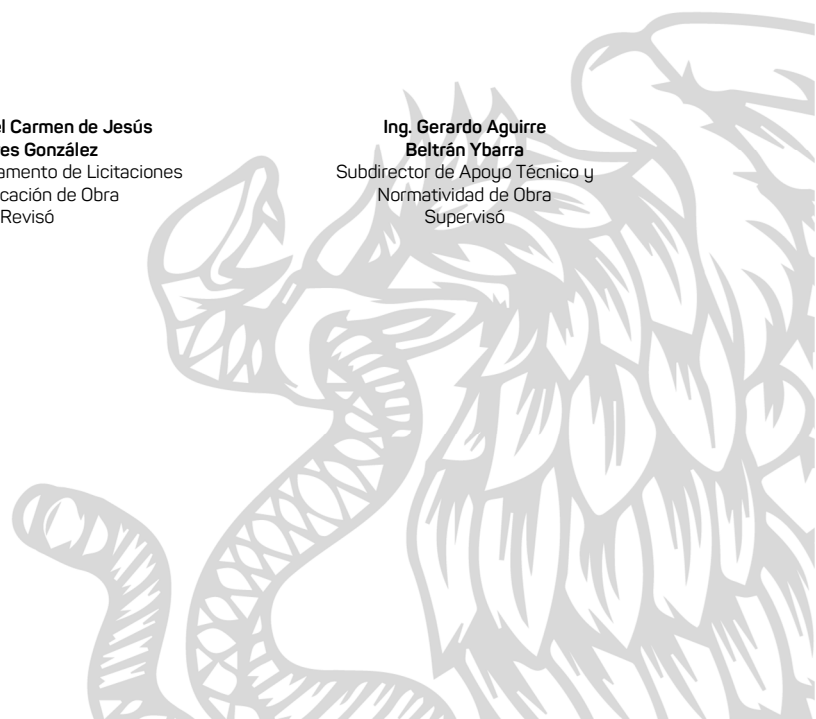 el Carmen de Jesús
res González
amento de Licitaciones
cación de Obra
Revisó
Ing. Gerardo Aguirre
Beltrán Ybarra
Subdirector de Apoyo Técnico y
Normatividad de Obra
Supervisó